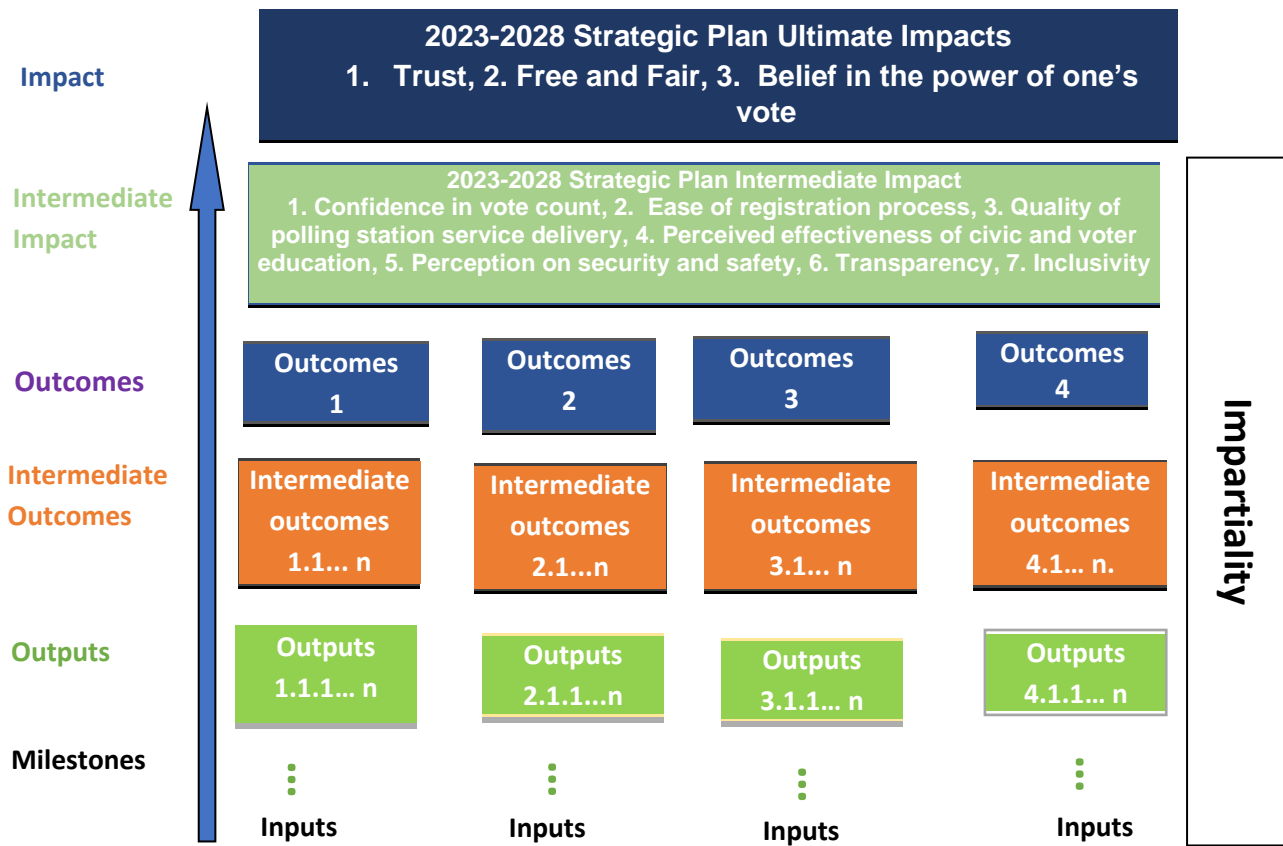 2023-2028 Strategic Plan Ultimate Impacts
Impact
1. Trust, 2. Free and Fair, 3. Belief in the power of one’s
vote
Intermediate
Impact
2023-2028 Strategic Plan Intermediate Impact
1. Confidence in vote count, 2. Ease of registration process, 3. Quality of
polling station service delivery, 4. Perceived effectiveness of civic and voter
education, 5. Perception on security and safety, 6. Transparency, 7. Inclusivity
Outcomes
Outcomes
1
Outcomes
2
Outcomes
3
Outcomes
4
Intermediate
Outcomes
Intermediate
outcomes
1.1... n
Intermediate
outcomes
2.1...n
Intermediate
outcomes
3.1... n
Intermediate
outcomes
4.1… n.
Outputs
Outputs
1.1.1… n
Outputs
2.1.1...n
Outputs
3.1.1… n
Outputs
4.1.1… n
Milestones
Inputs
Inputs
Inputs
Inputs
Impartiality